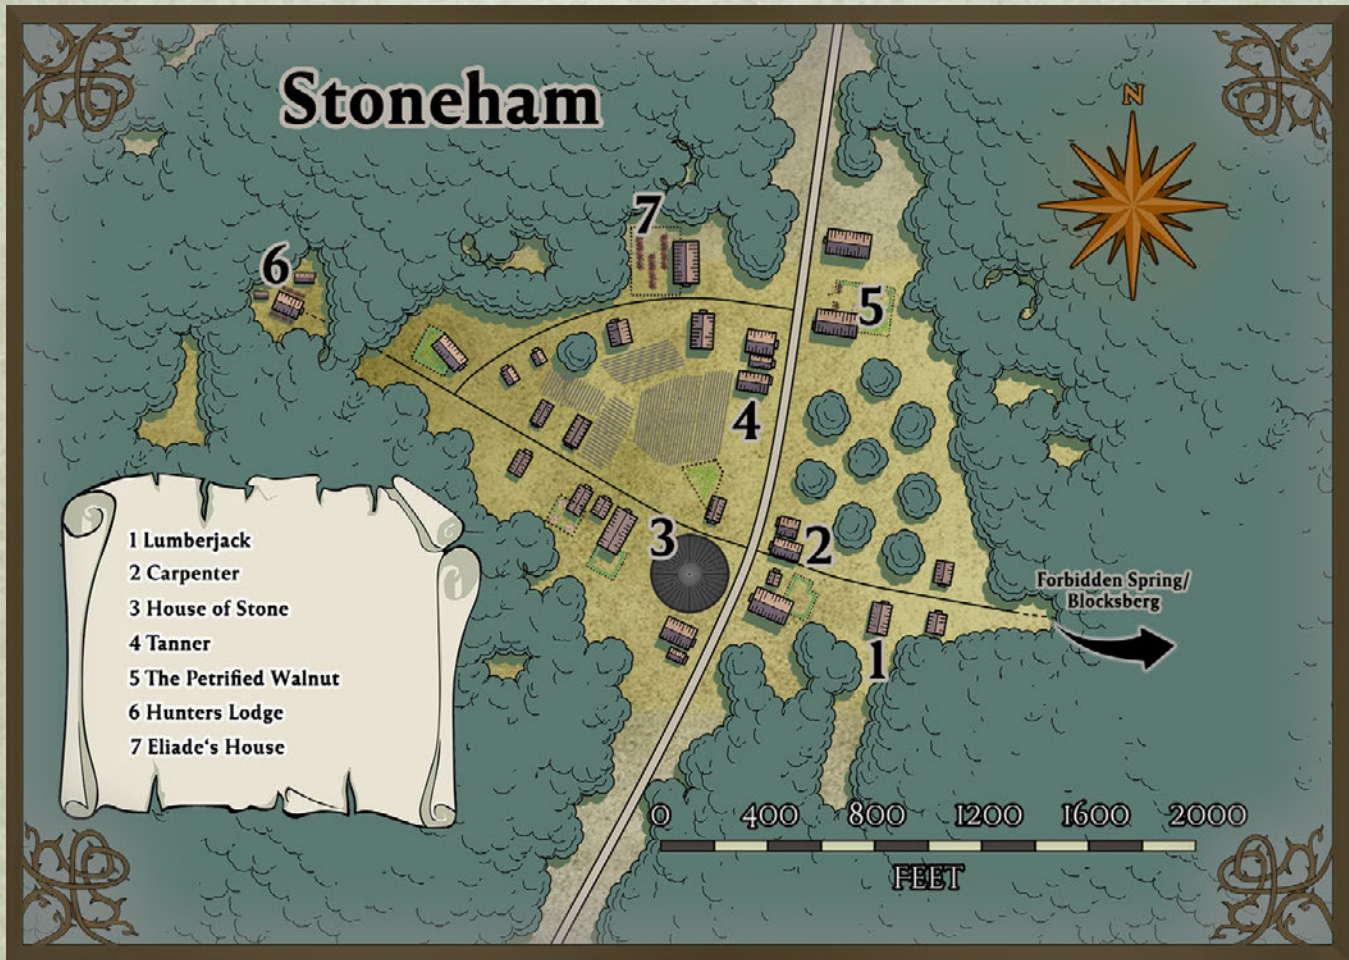 Stoneham
N
7
6
5
4
3
2
1
Forbidden Spring/
Blocksberg
1 Lumberjack
2 Carpenter
3 House of Stone
4 Tanner
5 The Petrified Walnut
6 Hunters Lodge
7 Eliade's House
0 400 800 1200 1600 2000
FEET